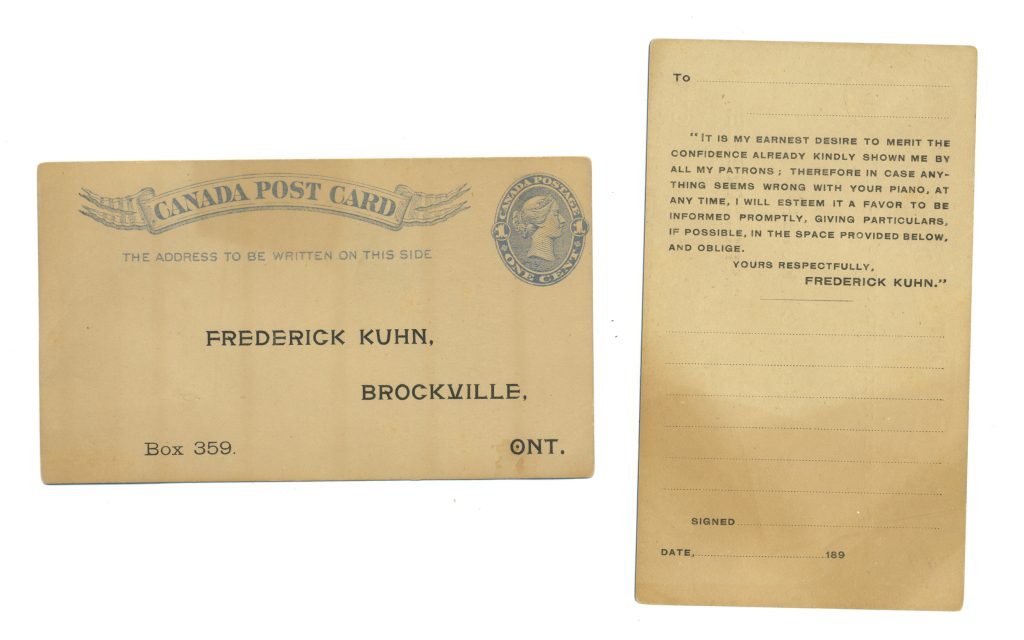 CANADA POST CARD
THE ADDRESS TO BE WRITTEN ON THIS SIDE
CANADA POSTAGE
1 1
ONE CENT
FREDERICK KUHN,
BROCKVILLE,
Box 359.
ONT.
To
"IT IS MY EARNEST DESIRE TO MERIT THE
CONFIDENCE ALREADY KINDLY SHOWN ME BY
ALL MY PATRONS; THEREFORE IN CASE ANY-
THING SEEMS WRONG WITH YOUR PIANO, AT
ANY TIME, I WILL ESTEEM IT A FAVOR TO BE
INFORMED PROMPTLY, GIVING PARTICULARS,
IF POSSIBLE, IN THE SPACE PROVIDED BELOW,
AND OBLIGE.
YOURS RESPECTFULLY,
FREDERICK KUHN."
SIGNED
DATE, 189